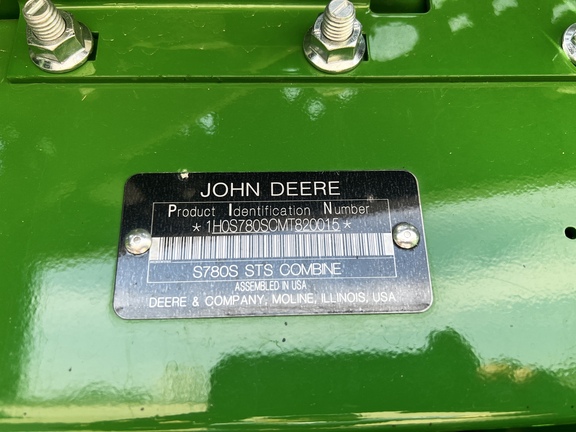 JOHN DEERE
Product Identification Number
*1H0S780SCMT820015*
S780S STS COMBINE
ASSEMBLED IN USA
DEERE & COMPANY, MOLINE, ILLINOIS, USA